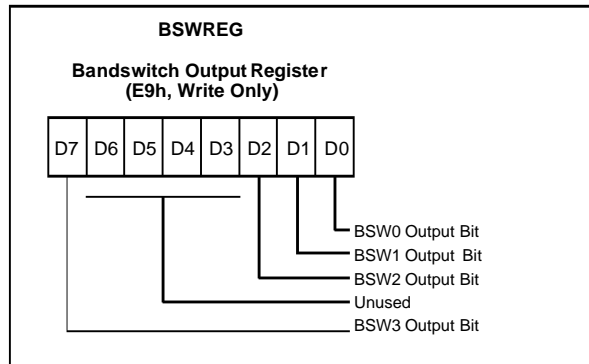 BSWREG
Bandswitch Output Register
(E9h, Write Only)
D7 D6 D5 D4 D3 D2 D1 D0
BSW0 Output Bit
BSW1 Output Bit
BSW2 Output Bit
Unused
BSW3 Output Bit